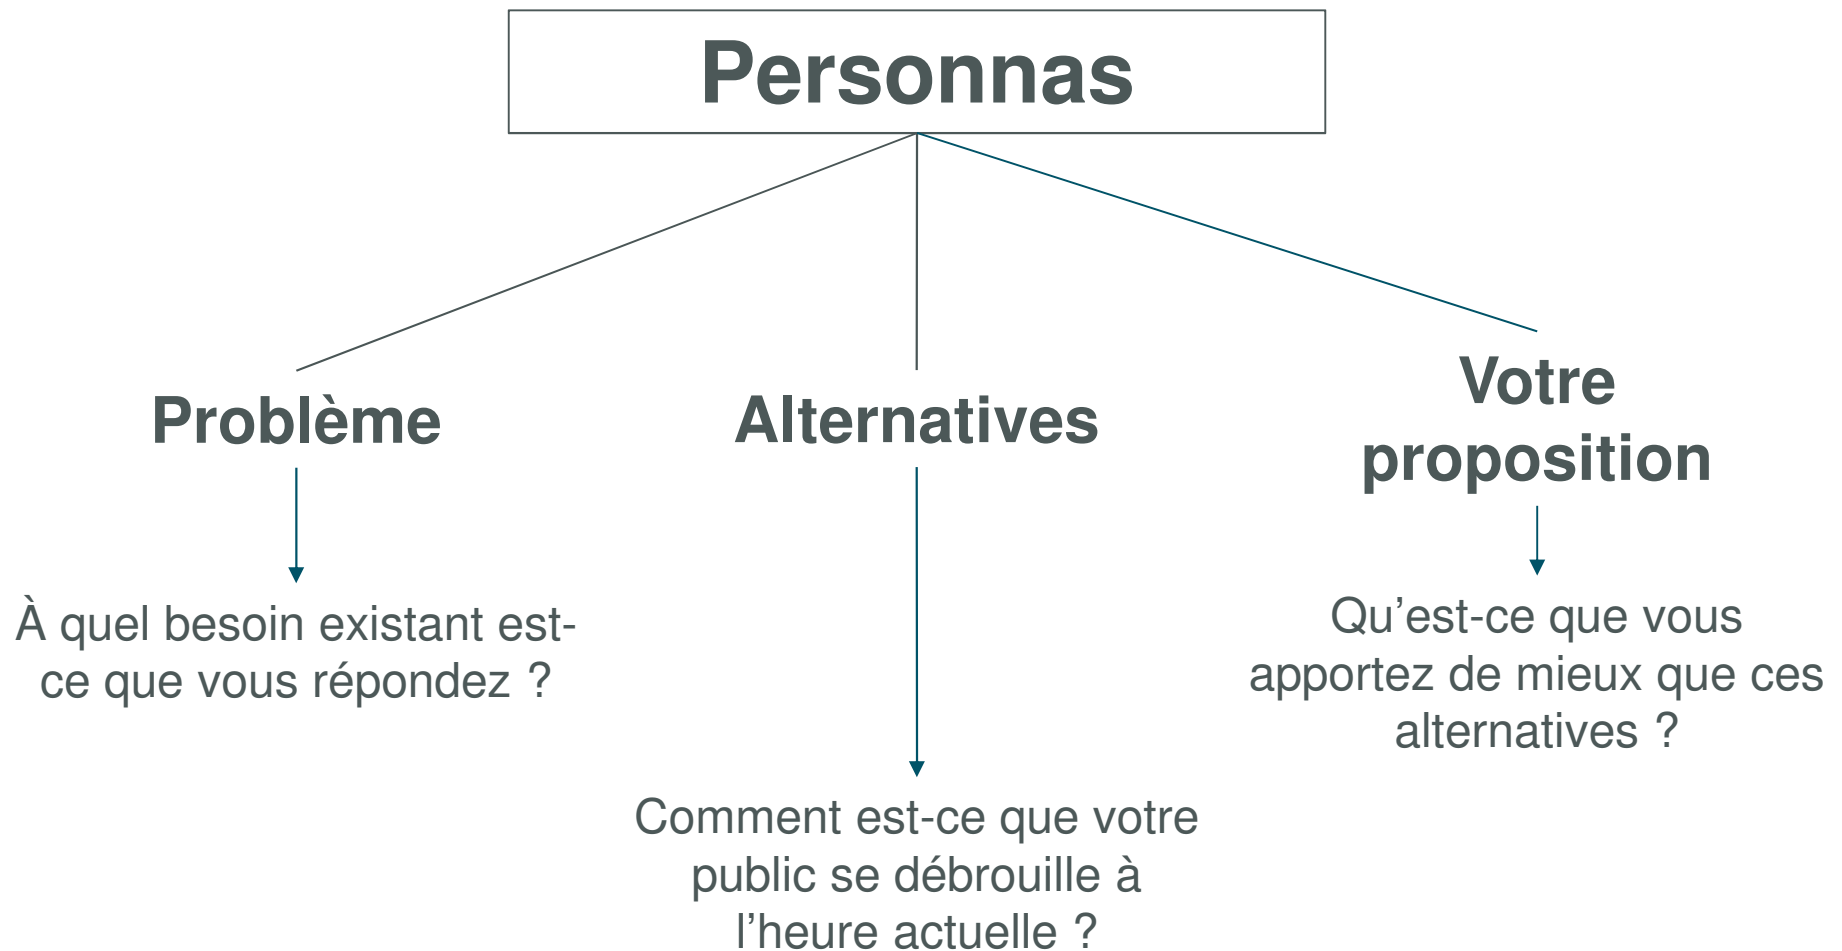 Personnas
Problème
À quel besoin existant est-
ce que vous répondez ?
Alternatives
Comment est-ce que votre
public se débrouille à
l’heure actuelle ?
Votre
proposition
Qu’est-ce que vous
apportez de mieux que ces
alternatives ?